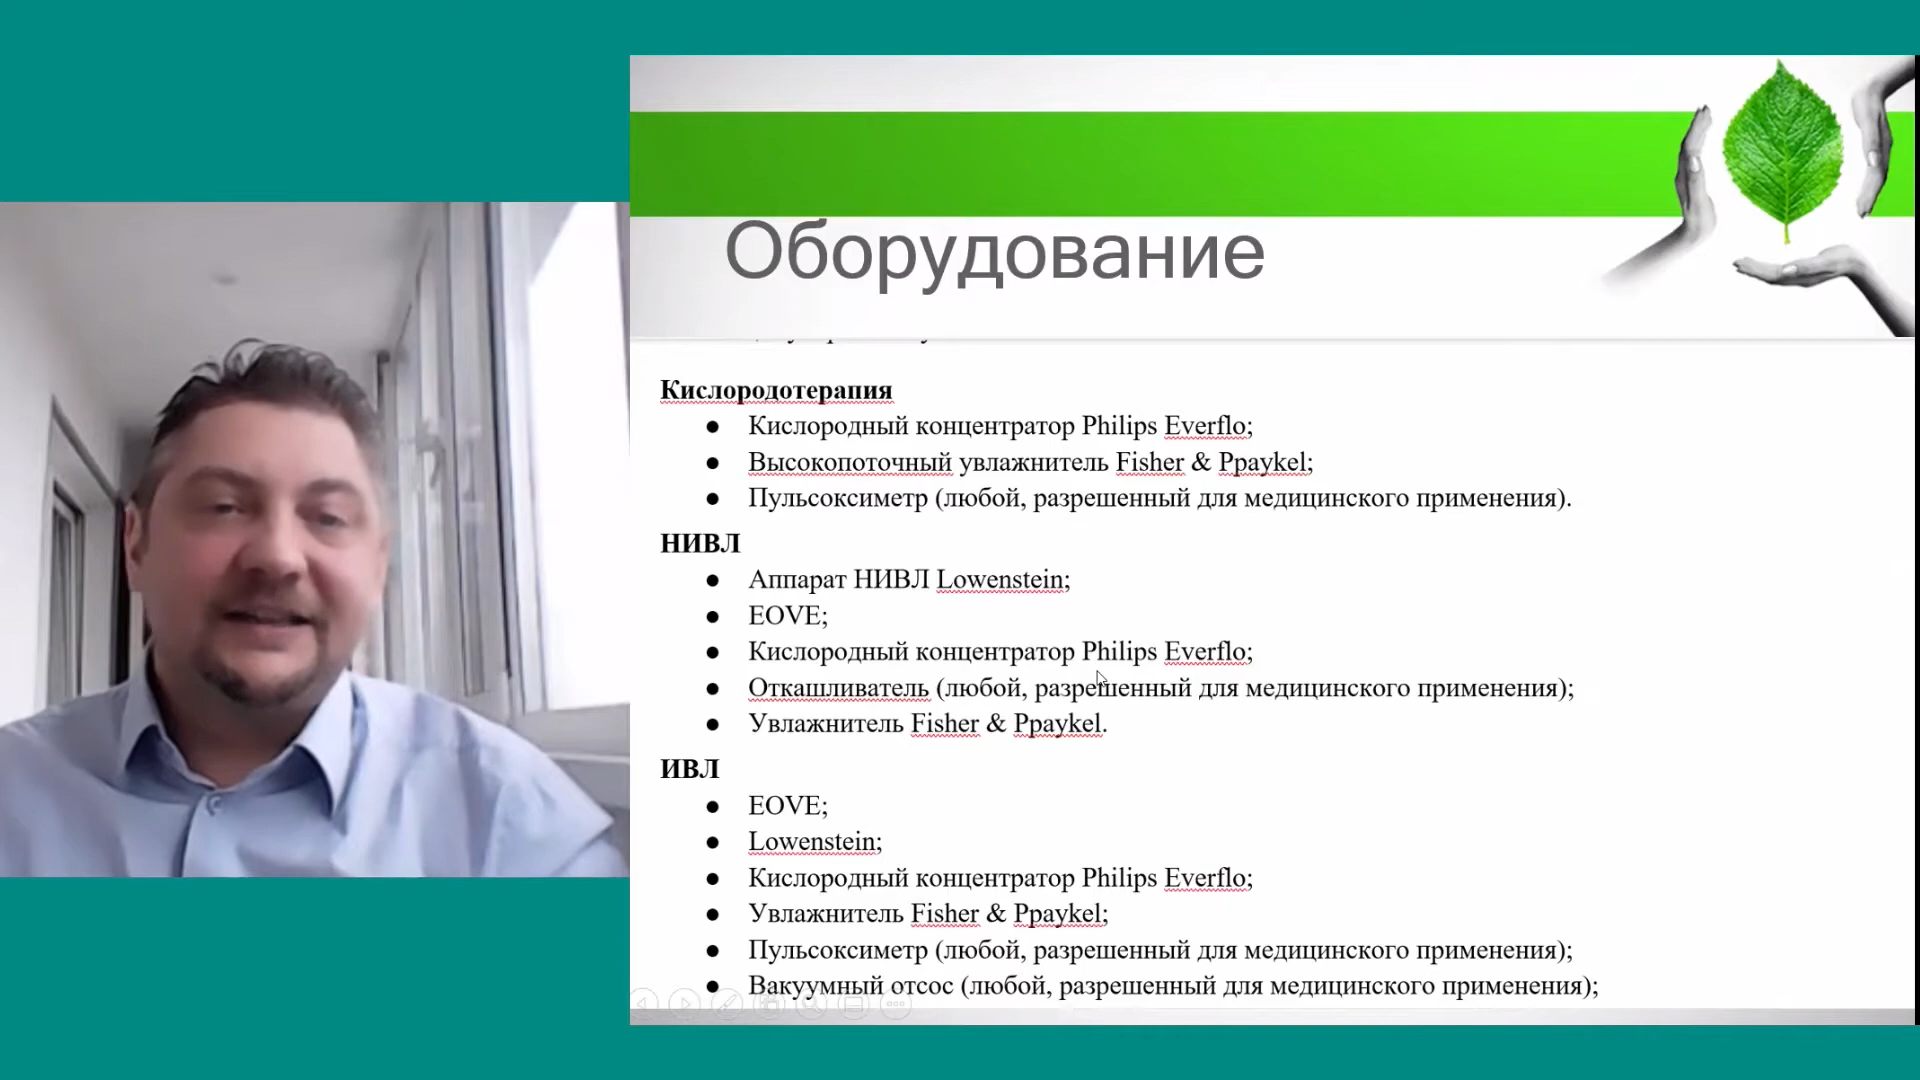 Оборудование
Кислородотерапия
● Кислородный концентратор Philips Everflo;
● Высокопоточный увлажнитель Fisher & Ppaykel;
● Пульсоксиметр (любой, разрешенный для медицинского применения).
НИВЛ
● Аппарат НИВЛ Lowenstein;
● EOVE;
● Кислородный концентратор Philips Everflo;
● Откашливатель (любой, разрешенный для медицинского применения);
● Увлажнитель Fisher & Ppaykel.
ИВЛ
● EOVE;
● Lowenstein;
● Кислородный концентратор Philips Everflo;
● Увлажнитель Fisher & Ppaykel;
● Пульсоксиметр (любой, разрешенный для медицинского применения);
● Вакуумный отсос (любой, разрешенный для медицинского применения);